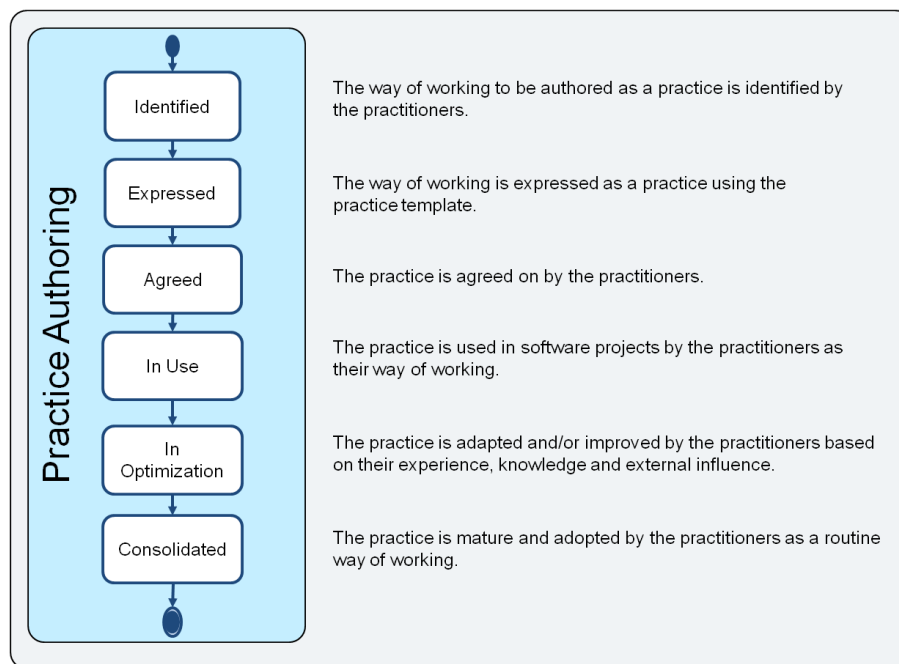 Practice Authoring
Identified
The way of working to be authored as a practice is identified by
the practitioners.
Expressed
The way of working is expressed as a practice using the
practice template.
Agreed
The practice is agreed on by the practitioners.
In Use
The practice is used in software projects by the practitioners as
their way of working.
In
Optimization
The practice is adapted and/or improved by the practitioners based
on their experience, knowledge and external influence.
Consolidated
The practice is mature and adopted by the practitioners as a routine
way of working.